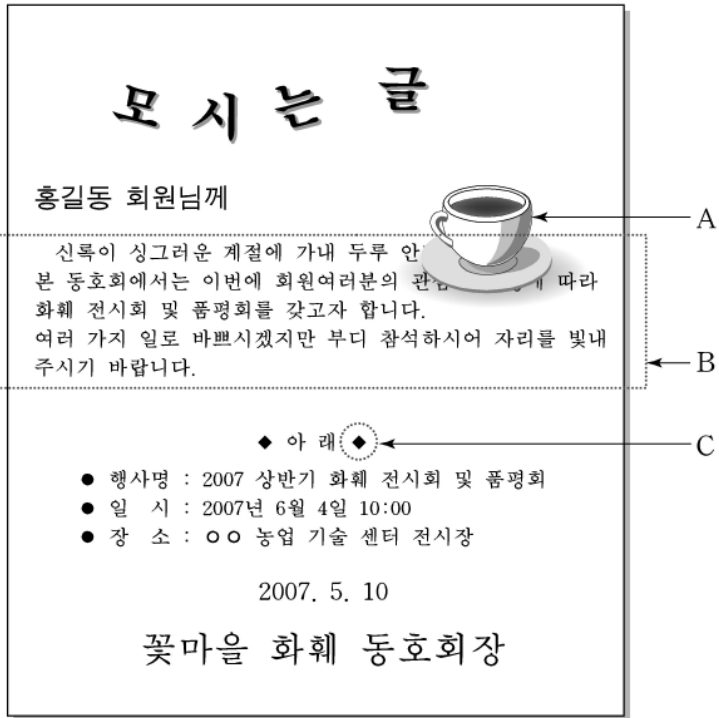 모시는 글
홍길동 회원님께
A
신록이 싱그러운 계절에 가내 두루
본 동호회에서는 이번에 회원여러분의 따라
화훼 전시회 및 품평회를 갖고자 합니다.
여러 가지 일로 바쁘시겠지만 부디 참석하시어 자리를 빛내
주시기 바랍니다.
B
◆ 아 래 ◆
C
● 행사명 : 2007 상반기 화훼 전시회 및 품평회
● 일 시 : 2007년 6월 4일 10:00
● 장 소 : ㅇㅇ 농업 기술 센터 전시장
2007. 5. 10
꽃마을 화훼 동호회장